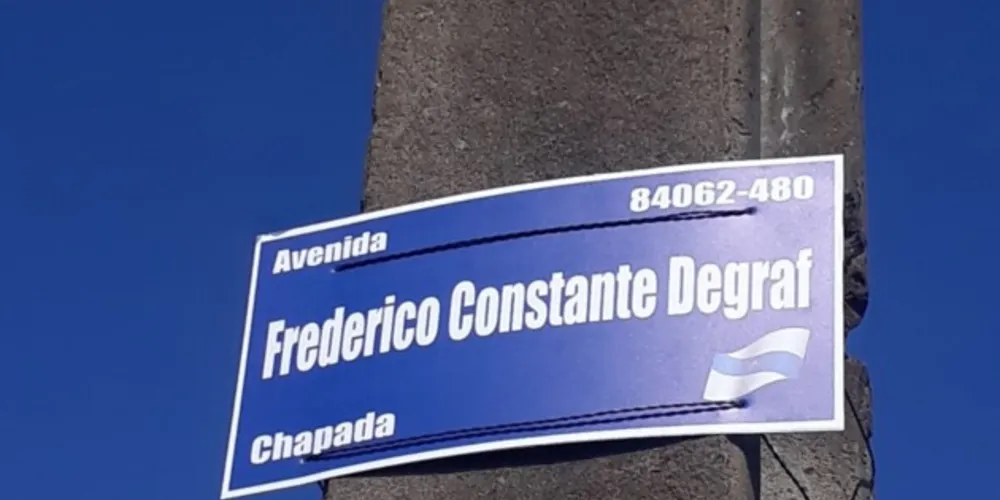 Avenida 84062-480
Frederico Constante Degraf
Chapada